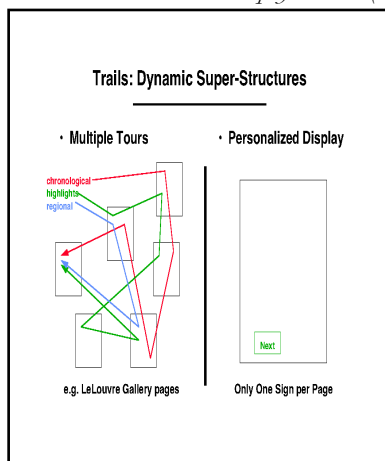 Trails: Dynamic Super-Structures
• Multiple Tours
• Personalized Display
chronological
highlights
regional
Next
e.g. LeLouvre Gallery pages
Only One Sign per Page